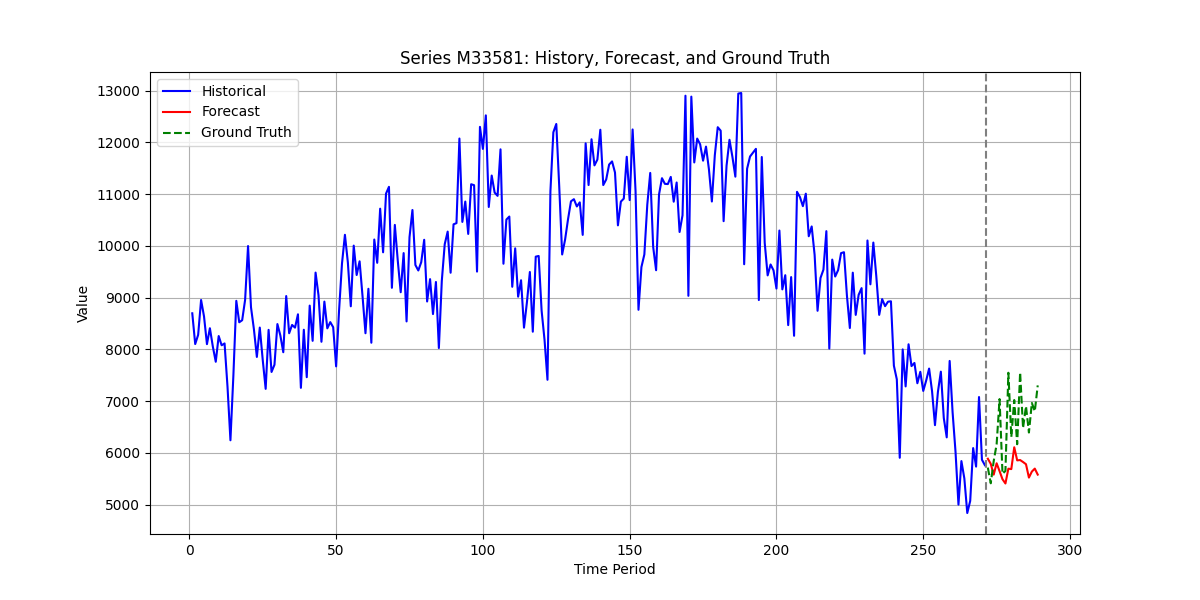 Series M33581: History, Forecast, and Ground Truth
Historical
Forecast
Ground Truth
13000
12000
11000
10000
9000
8000
7000
6000
5000
Value
0
50
100
150
200
250
300
Time Period